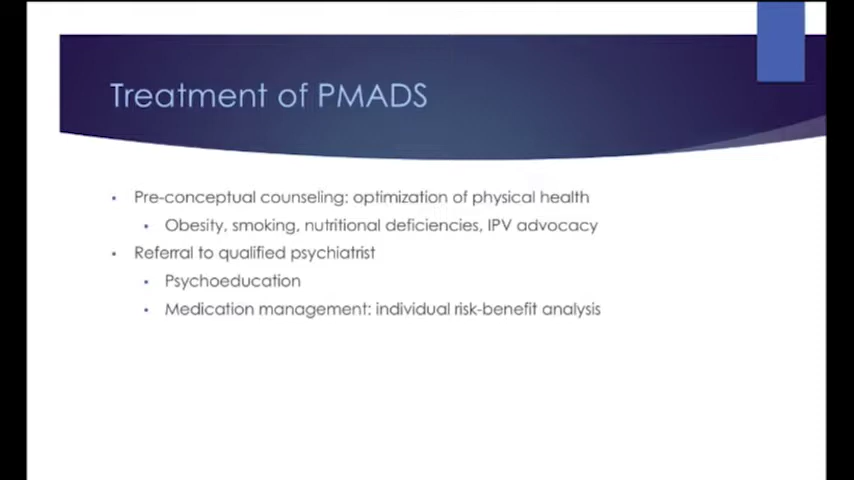 Treatment of PMADS
Pre-conceptual counseling: optimization of physical health
Obesity, smoking, nutritional deficiencies, IPV advocacy
Referral to qualified psychiatrist
Psychoeducation
Medication management: individual risk-benefit analysis